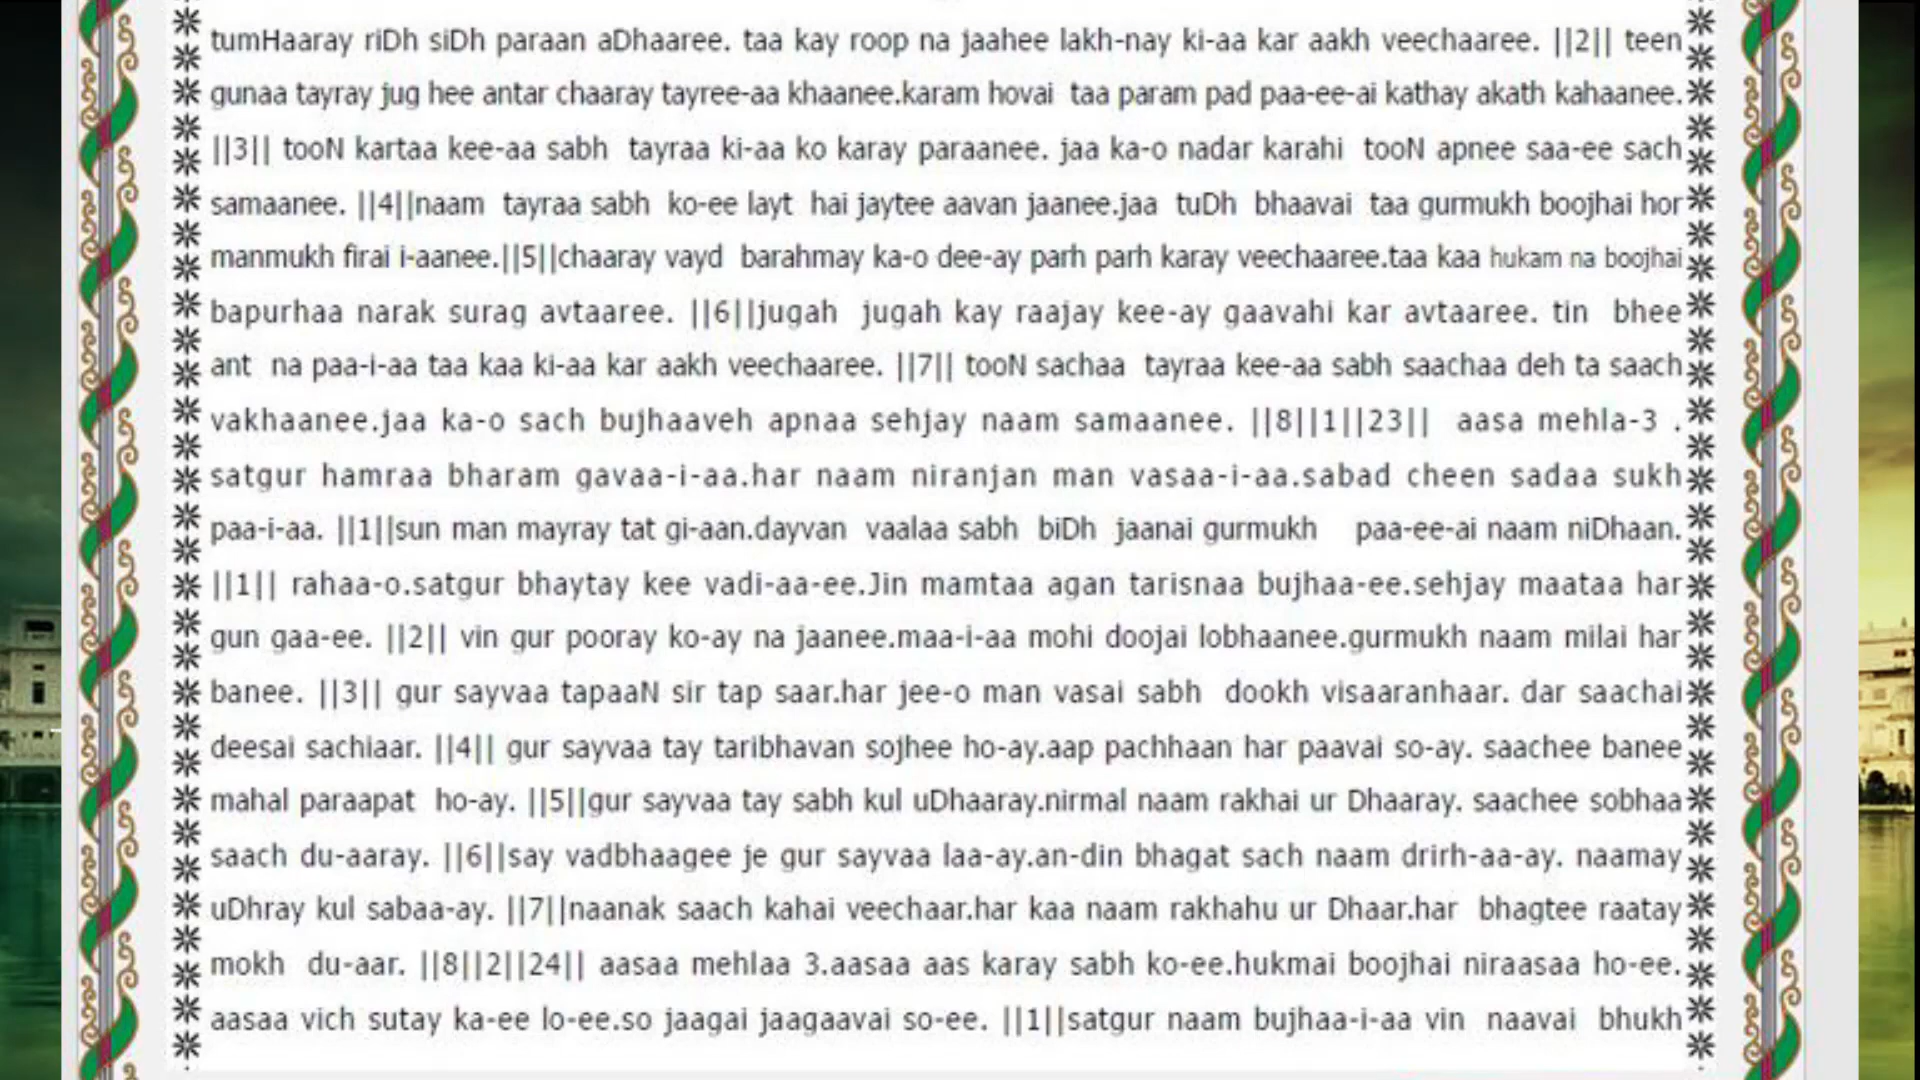 tumHaaray riDh siDh paraan aDhaaree. taa kay roop na jaahee lakh-nay ki-aa kar aakh veechaaree. ||2|| teen
gunaa tayray jug hee antar chaaray tayree-aa khaanee.karam hovai taa param pad paa-ee-ai kathay akath kahaanee.
||3|| tooN kartaa kee-aa sabh tayraa ki-aa ko karay paraanee. jaa ka-o nadar karahi tooN apnee saa-ee sach
samaanee. ||4||naam tayraa sabh ko-ee layt hai jaytee aavan jaanee.jaa tuDh bhaavai taa gurmukh boojhai hor
manmukh firai i-aanee.||5||chaaray vayd barahmay ka-o dee-ay parh parh karay veechaaree.taa kaa hukam na boojhai
bapurhaa narak surag avtaaree. ||6||jugah jugah kay raajay kee-ay gaavahi kar avtaaree. tin bhee
ant na paa-i-aa taa kaa ki-aa kar aakh veechaaree. ||7|| tooN sachaa tayraa kee-aa sabh saachaa deh ta saach
vakhaanee.jaa ka-o sach bujhaaveh apnaa sehjay naam samaanee. ||8||1||23|| aasa mehla-3 .
satgur hamraa bharam gavaa-i-aa.har naam niranjan man vasaa-i-aa.sabad cheen sadaa sukh
paa-i-aa. ||1||sun man mayray tat gi-aan.dayvan vaalaa sabh biDh jaanai gurmukh paa-ee-ai naam niDhaan.
||1|| rahaa-o.satgur bhaytay kee vadi-aa-ee.Jin mamtaa agan tarisnaa bujhaa-ee.sehjay maataa har
gun gaa-ee. ||2|| vin gur pooray ko-ay na jaanee.maa-i-aa mohi doojai lobhaanee.gurmukh naam milai har
banee. ||3|| gur sayvaa tapaaN sir tap saar.har jee-o man vasai sabh dookh visaaranhaar. dar saachai
deesai sachiaar. ||4|| gur sayvaa tay taribhavan sojhee ho-ay.aap pachhaan har paavai so-ay. saachee banee
mahal paraapat ho-ay. ||5||gur sayvaa tay sabh kul uDhaaray.nirmal naam rakhai ur Dhaaray. saachee sobhaa
saach du-aaray. ||6||say vadbhaagee je gur sayvaa laa-ay.an-din bhagat sach naam drirh-aa-ay. naamay
uDhray kul sabaa-ay. ||7||naanak saach kahai veechaar.har kaa naam rakhahu ur Dhaar.har bhagtee raatay
mokh du-aar. ||8||2||24|| aasaa mehlaa 3.aasaa aas karay sabh ko-ee.hukmai boojhai niraasaa ho-ee.
aasaa vich sutay ka-ee lo-ee.so jaagai jaagaavai so-ee. ||1||satgur naam bujhaa-i-aa vin naavai bhukh